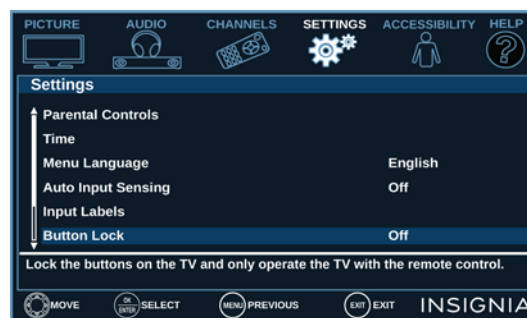 PICTURE AUDIO CHANNELS SETTINGS ACCESSIBILITY HELP
?
Settings
Parental Controls
Time
Menu Language English
Auto Input Sensing Off
Input Labels
Button Lock Off
Lock the buttons on the TV and only operate the TV with the remote control.
MOVE OK ENTER SELECT MENU PREVIOUS EXIT EXIT INSIGNIA